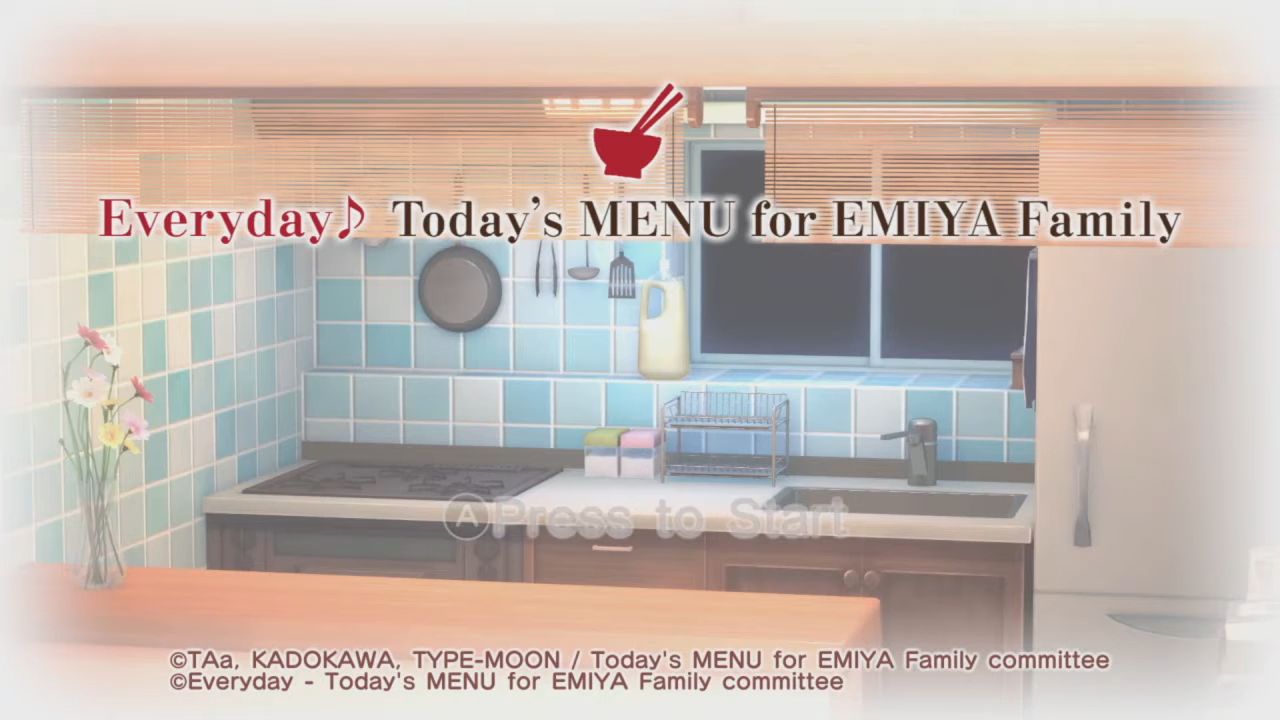 Everyday♪ Today's MENU for EMIYA Family
Ⓐ Press to Start
©TAa, KADOKAWA, TYPE-MOON / Today's MENU for EMIYA Family committee
©Everyday - Today's MENU for EMIYA Family committee